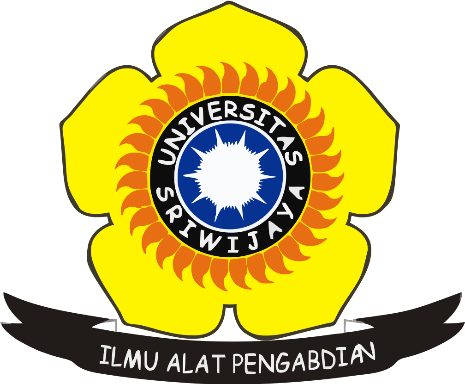 UNIVERSITAS
SRIWIJAYA
ILMU ALAT PENGABDIAN